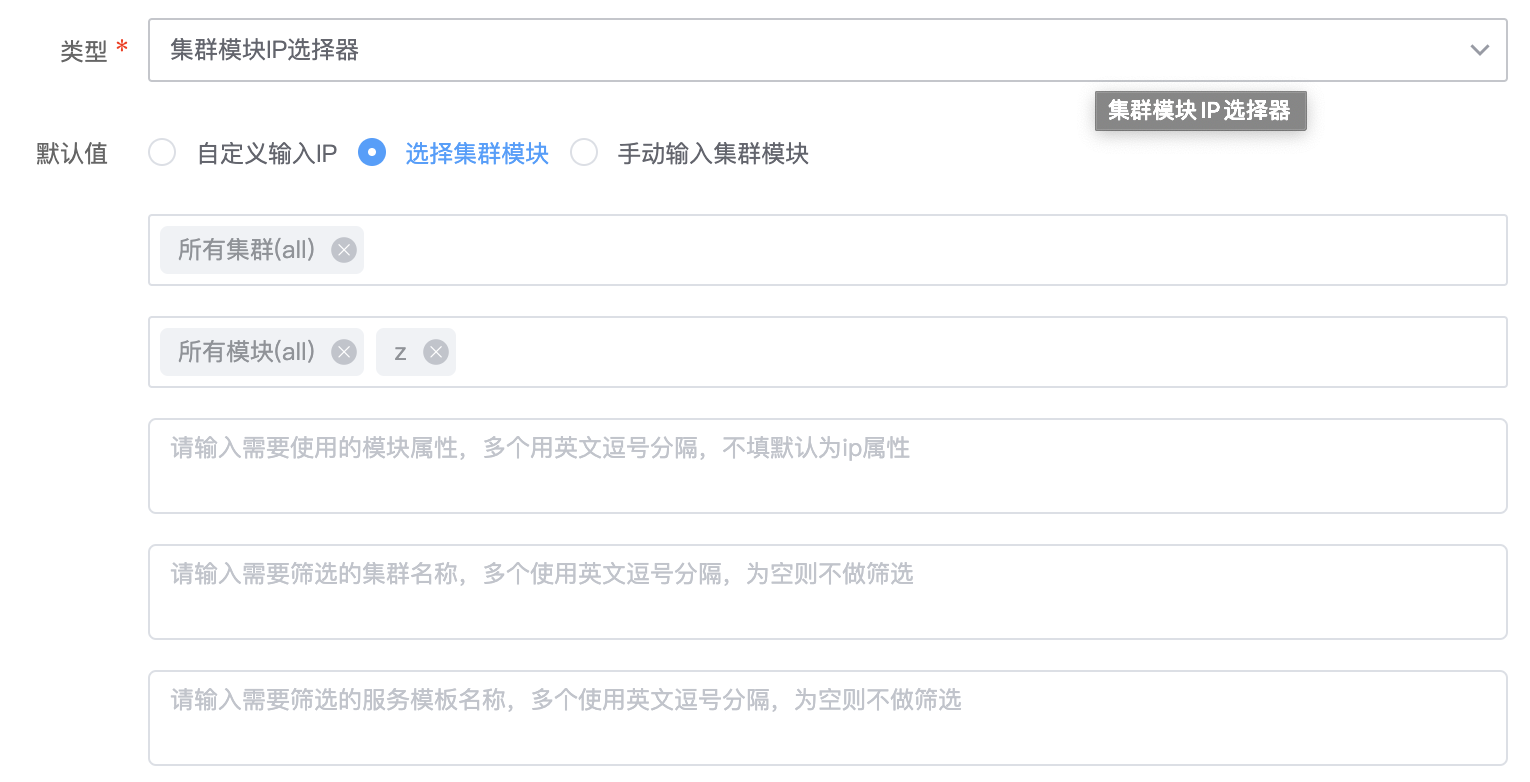 类型 *
集群模块IP选择器
集群模块IP选择器
默认值
自定义输入IP 选择集群模块 手动输入集群模块
所有集群(all)
所有模块(all) z
请输入需要使用的模块属性，多个用英文逗号分隔，不填默认为ip属性
请输入需要筛选的集群名称，多个使用英文逗号分隔，为空则不做筛选
请输入需要筛选的服务模板名称，多个使用英文逗号分隔，为空则不做筛选